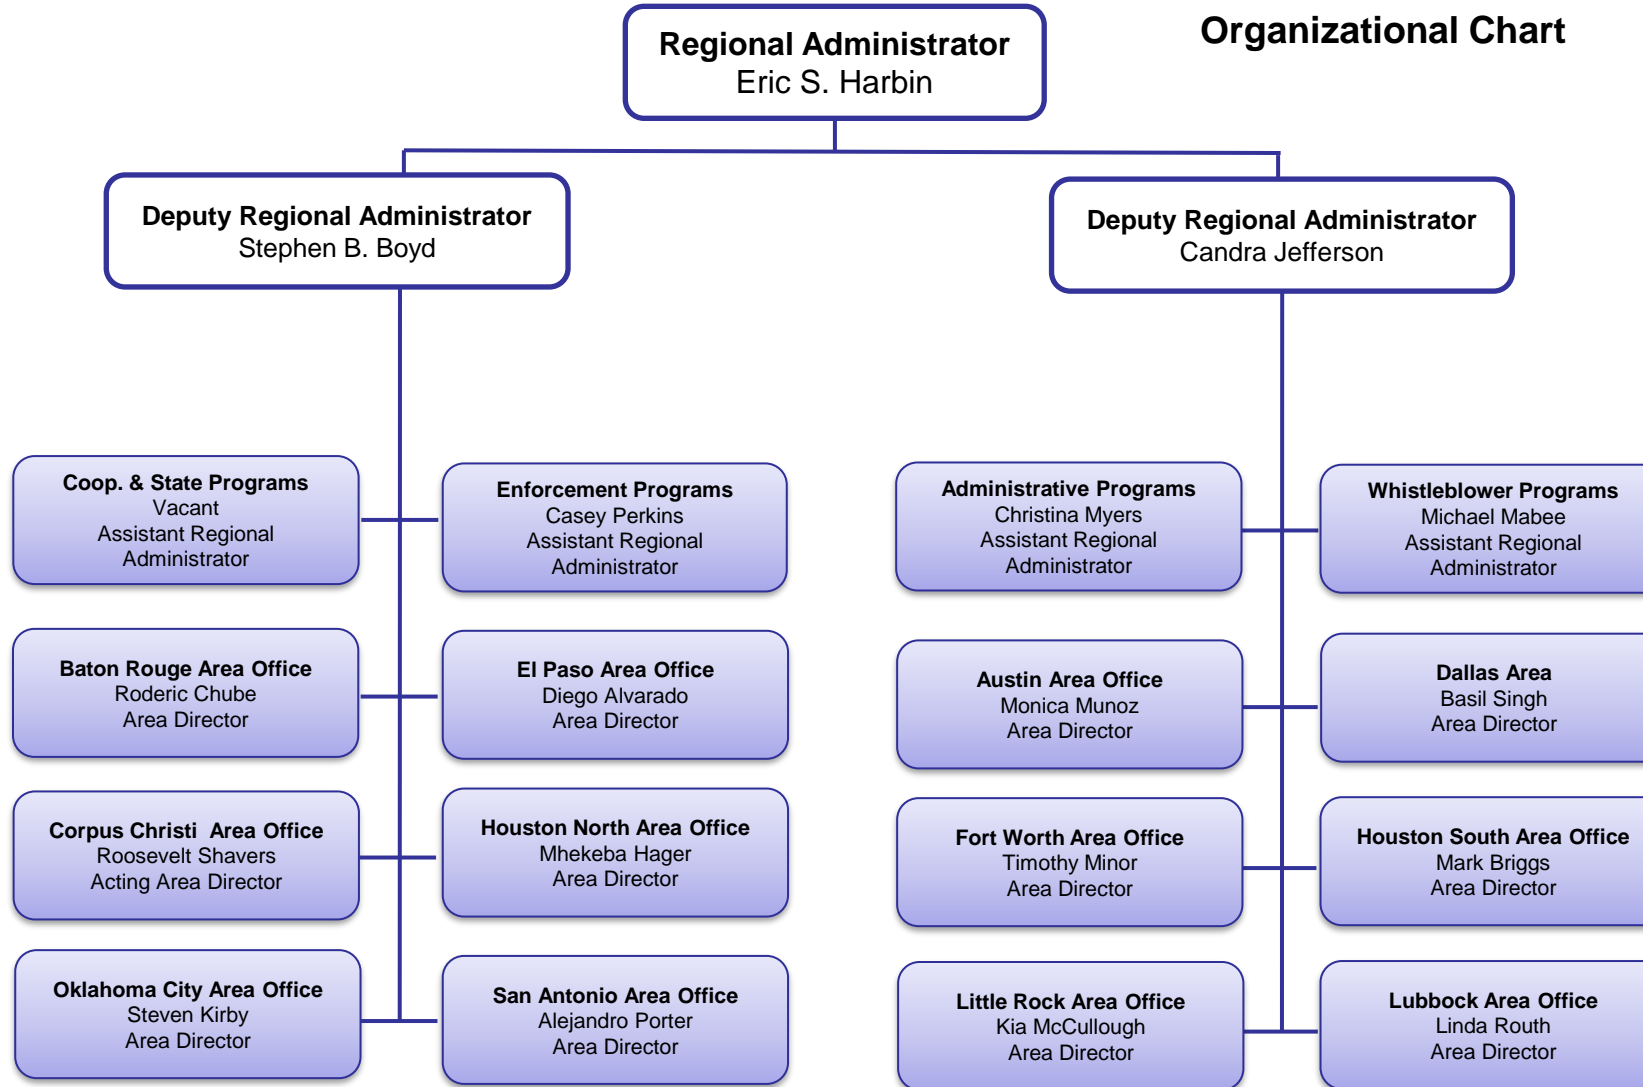 Organizational Chart
Regional Administrator
Eric S. Harbin
Deputy Regional Administrator
Stephen B. Boyd
Deputy Regional Administrator
Candra Jefferson
Coop. & State Programs
Vacant
Assistant Regional
Administrator
Enforcement Programs
Casey Perkins
Assistant Regional
Administrator
Administrative Programs
Christina Myers
Assistant Regional
Administrator
Whistleblower Programs
Michael Mabee
Assistant Regional
Administrator
Baton Rouge Area Office
Roderic Chube
Area Director
El Paso Area Office
Diego Alvarado
Area Director
Austin Area Office
Monica Munoz
Area Director
Dallas Area
Basil Singh
Area Director
Corpus Christi  Area Office
Roosevelt Shavers
Acting Area Director
Houston North Area Office
Mhekeba Hager
Area Director
Fort Worth Area Office
Timothy Minor
Area Director
Houston South Area Office
Mark Briggs
Area Director
Oklahoma City Area Office
Steven Kirby
Area Director
San Antonio Area Office
Alejandro Porter
Area Director
Little Rock Area Office
Kia McCullough
Area Director
Lubbock Area Office
Linda Routh
Area Director